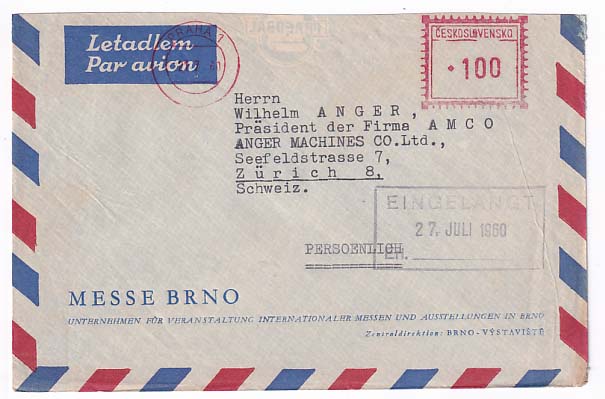 Letadlem
Par avion
PRAHA 1
ČESKOSLOVENSKO
100
Herrn
Wilhelm ANGER,
Präsident der Firma AMCO
ANGER MACHINES CO.Ltd.,
Seefeldstrasse 7,
Zürich 8,
Schweiz.
EINGELANGT
27. JULI 1960
PERSOENLICH
MESSE BRNO
UNTERNEHMEN FÜR VERANSTALTUNG INTERNATIONALER MESSEN UND AUSSTELLUNGEN IN BRNO
Zentraldirektion: BRNO - VÝSTAVIŠTĚ